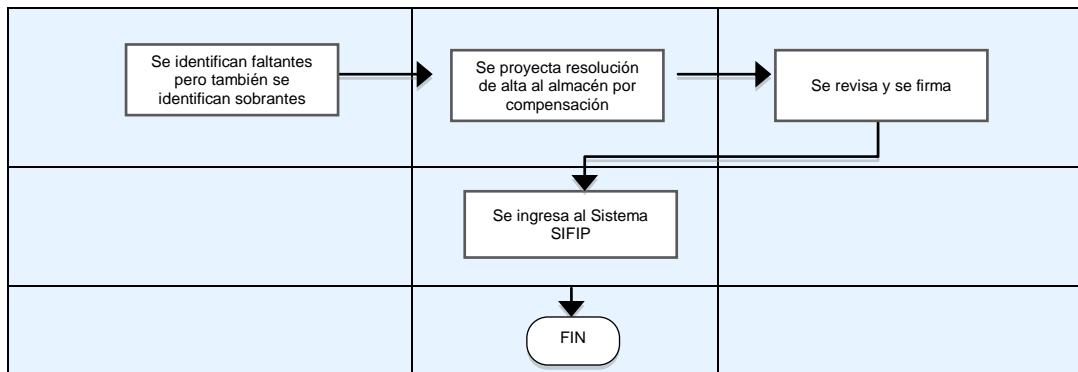 Se identifican faltantes
pero también se
identifican sobrantes
Se proyecta resolución
de alta al almacén por
compensación
Se revisa y se firma
Se ingresa al Sistema
SIFIP
FIN